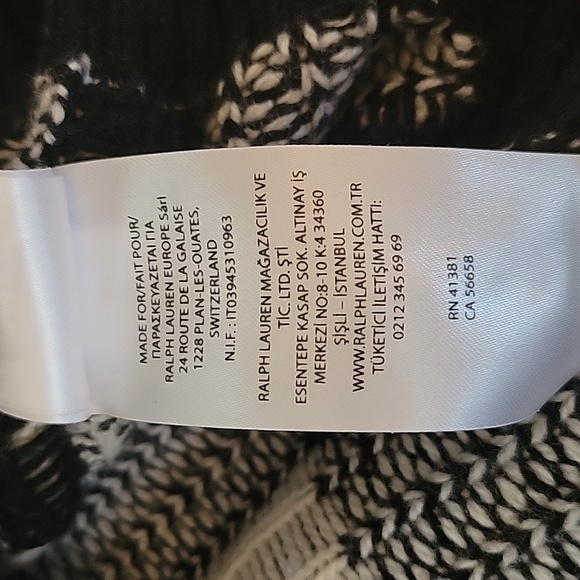 MADE FOR/FAIT POUR/
ΠΑΡΑΣΚΕΥΑΖΕΤΑΙ ΓΙΑ
RALPH LAUREN EUROPE Sárl
24 ROUTE DE LA GALAISE
1228 PLAN-LES-OUATES,
SWITZERLAND
N.I.F. : IT03945310963
RALPH LAUREN MAĞAZACILIK VE
TİC. LTD. ŞTİ
ESENTEPE KASAP SOK. ALTINAY İŞ
MERKEZİ NO:8-10 K:4 34360
ŞİŞLİ – İSTANBUL
WWW.RALPHLAUREN.COM.TR
TÜKETİCİ İLETİŞİM HATTI:
0212 345 69 69
RN 41381
CA 56658